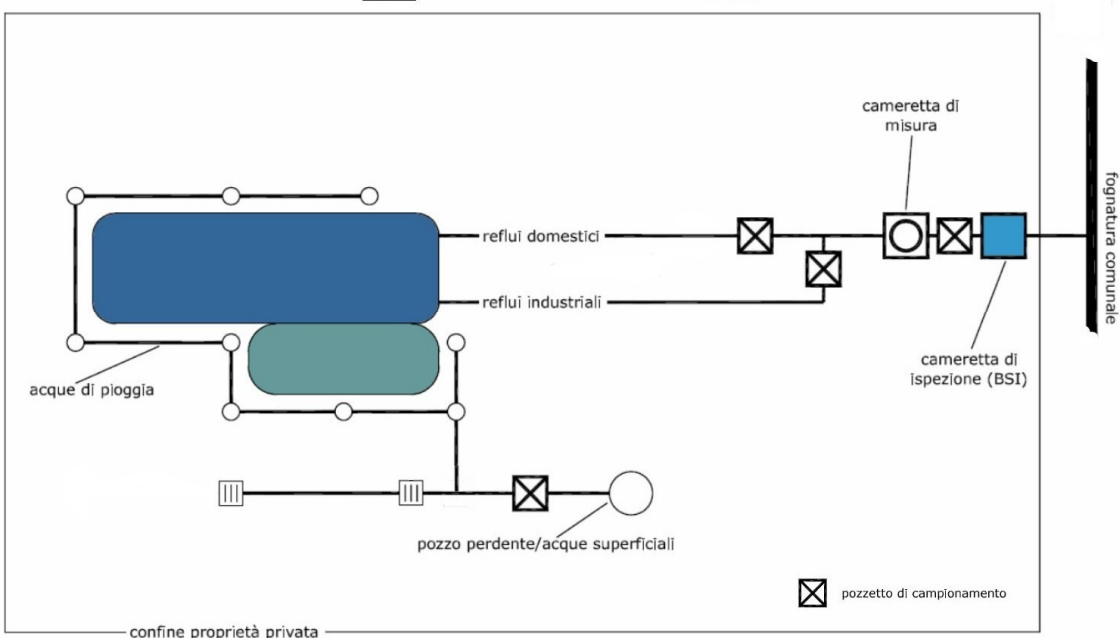 cameretta di
misura
fognatura comunale
reflui domestici
reflui industriali
cameretta di
ispezione (BSI)
acque di pioggia
pozzo perdente/acque superficiali
pozzetto di campionamento
confine proprietà privata